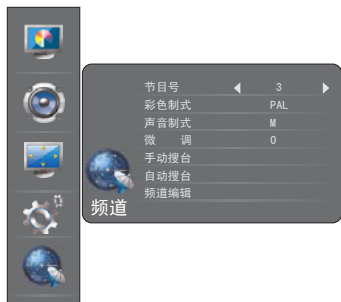 节目号 3
彩色制式 PAL
声音制式 M
微 调 0
手动搜台
自动搜台
频道编辑
频道